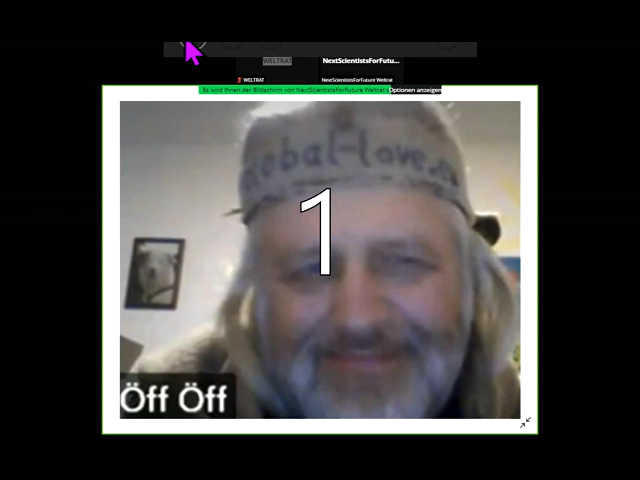 WELTRAT
NextScientistsForFutu...
WELTRAT
NextScientistsForFuture Weltrat
Es wird Ihnen der Bildschirm von NextScientistsForFuture Weltrat
Optionen anzeigen
global-love.
1
Öff Öff